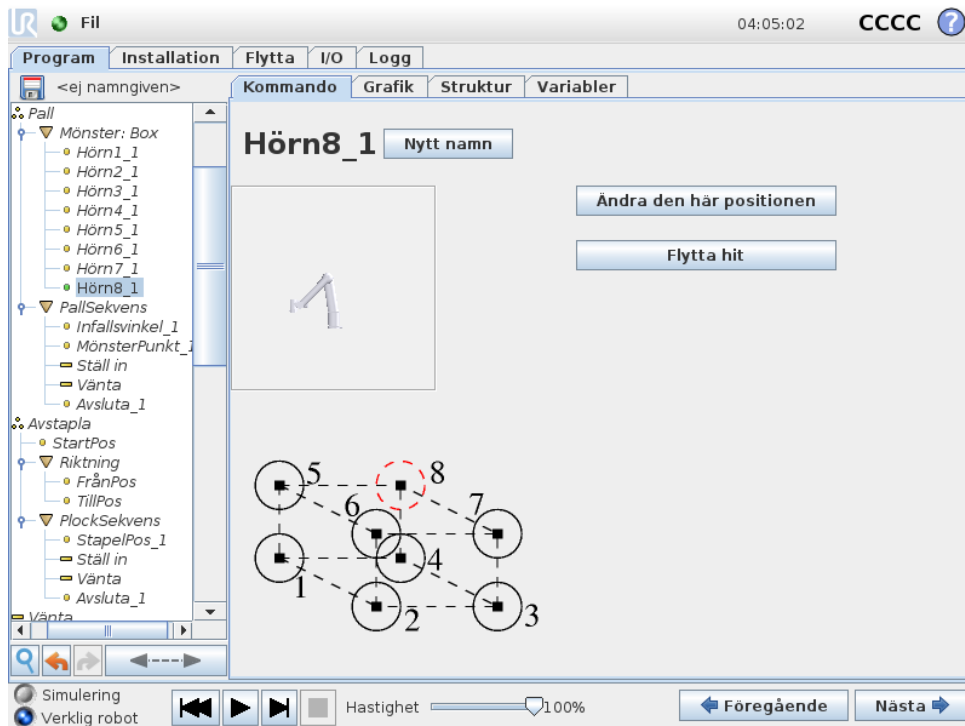 UR Fil 04:05:02 CCCC ?
Program Installation Flytta I/O Logg
<ej namngiven>
Kommando Grafik Struktur Variabler
Pall
Mönster: Box
Hörn1_1
Hörn2_1
Hörn3_1
Hörn4_1
Hörn5_1
Hörn6_1
Hörn7_1
Hörn8_1
PallSekvens
Infallsvinkel_1
MönsterPunkt_1
Ställ in
Vänta
Avsluta_1
Avstapla
StartPos
Riktning
FrånPos
TillPos
PlockSekvens
StapelPos_1
Ställ in
Vänta
Avsluta_1
Vänta
Hörn8_1 Nytt namn
Ändra den här positionen
Flytta hit
5 8
6 7
1 4
2 3
Simulering
Verklig robot
Hastighet 100%
Föregående Nästa